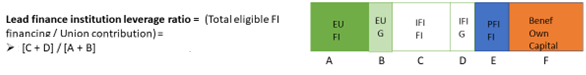 Lead finance institution leverage ratio = (Total eligible FI
financing / Union contribution) =
➢ [C + D] / [A + B]
EU
FI
EU
G
IFI
FI
IFI
G
PFI
FI
Benef
Own
Capital
A B C D E F